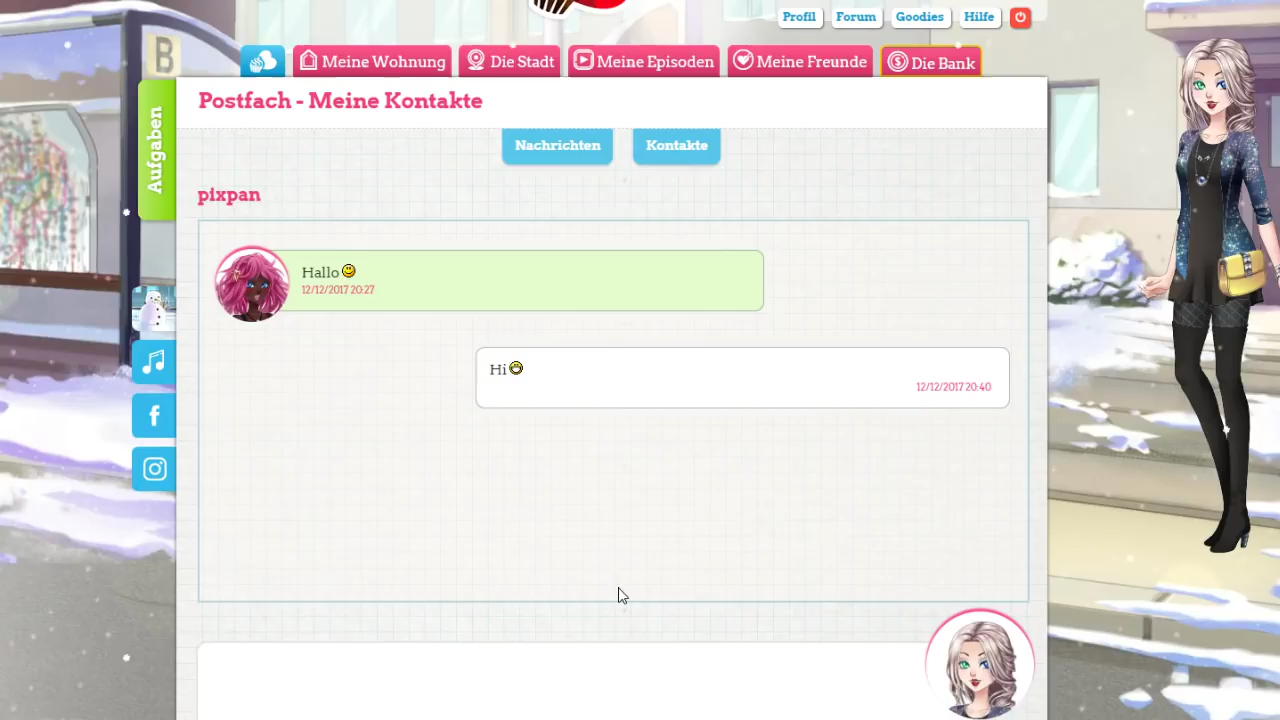 Profil Forum Goodies Hilfe
B
Meine Wohnung Die Stadt Meine Episoden Meine Freunde Die Bank
Postfach - Meine Kontakte
Nachrichten Kontakte
Aufgaben
pixpan
Hallo
12/12/2017 20:27
Hi
12/12/2017 20:40